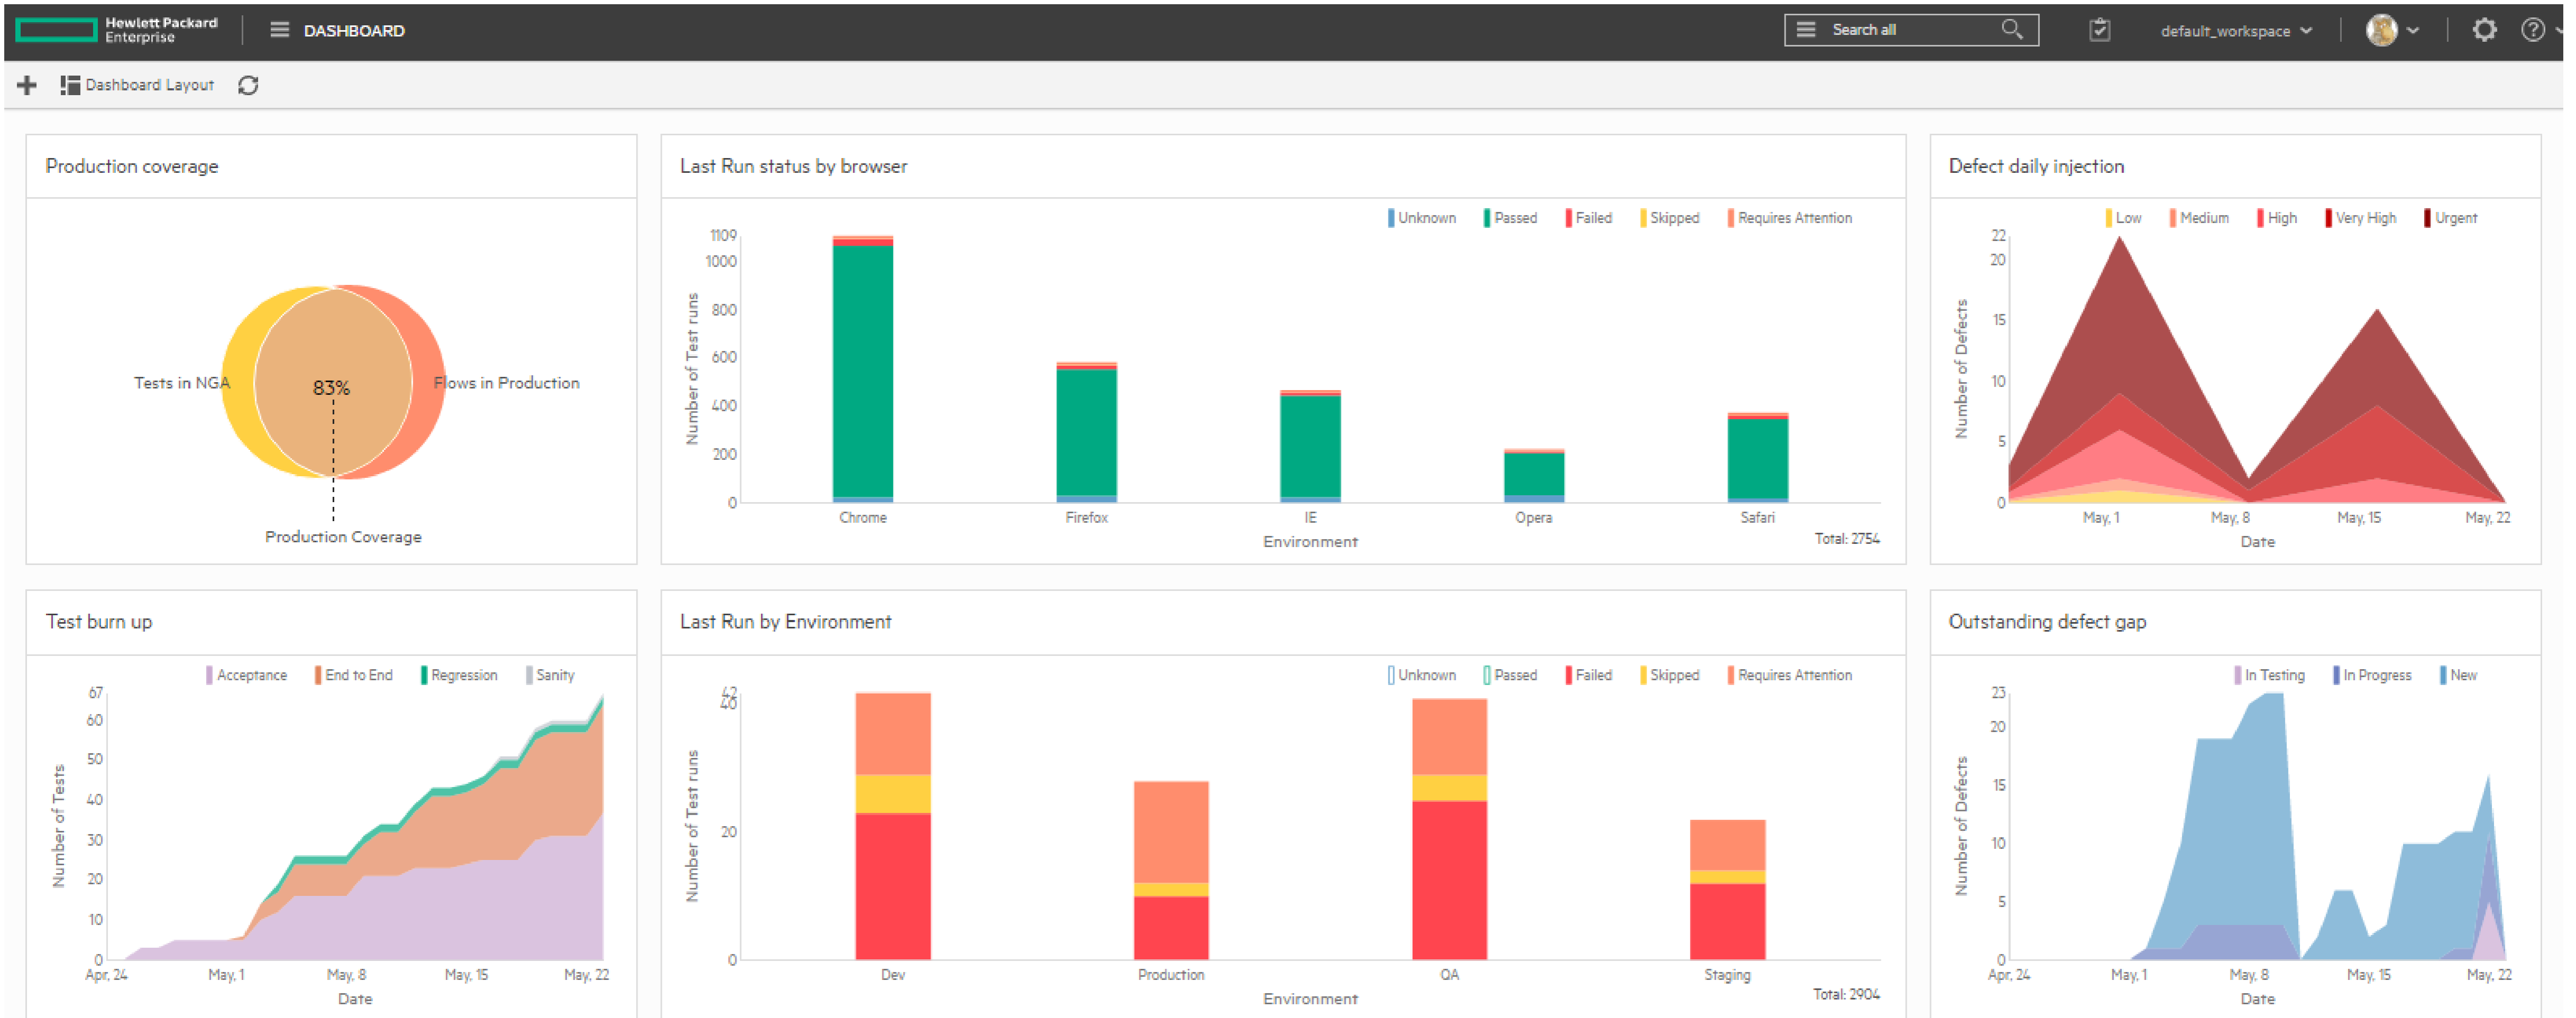 Hewlett Packard
Enterprise
DASHBOARD
Search all
default_workspace
Dashboard Layout
Production coverage
Tests in NGA
83%
Flows in Production
Production Coverage
Last Run status by browser
Unknown Passed Failed Skipped Requires Attention
1109
1000
800
600
400
200
0
Number of Test runs
Chrome Firefox IE Opera Safari
Environment
Total: 2754
Defect daily injection
Low Medium High Very High Urgent
22
20
15
10
5
0
Number of Defects
May, 1 May, 8 May, 15 May, 22
Date
Test burn up
Acceptance End to End Regression Sanity
67
60
50
40
30
20
10
0
Number of Tests
Apr, 24 May, 1 May, 8 May, 15 May, 22
Date
Last Run by Environment
Unknown Passed Failed Skipped Requires Attention
42
40
20
0
Number of Test runs
Dev Production QA Staging
Environment
Total: 2904
Outstanding defect gap
In Testing In Progress New
23
20
15
10
5
0
Number of Defects
Apr, 24 May, 1 May, 8 May, 15 May, 22
Date